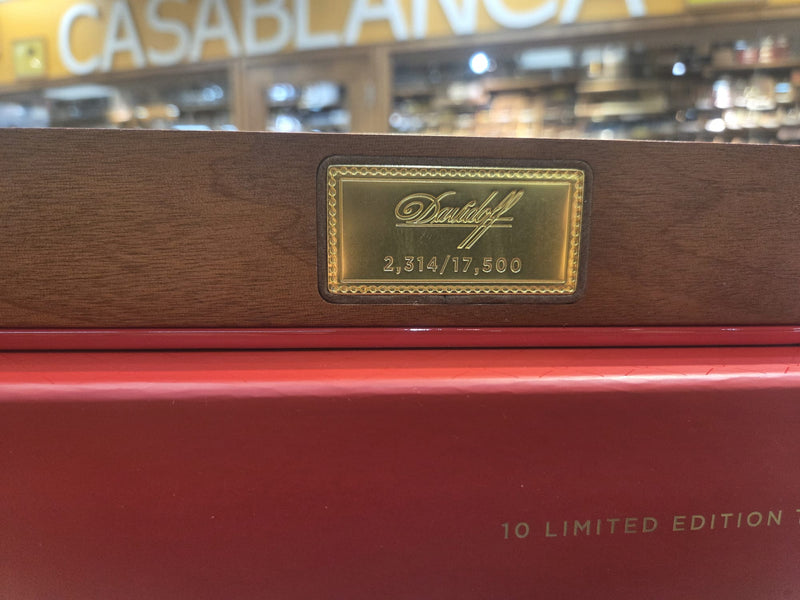 CASABLANCA
Davidoff
2,314/17,500
10 LIMITED EDITION